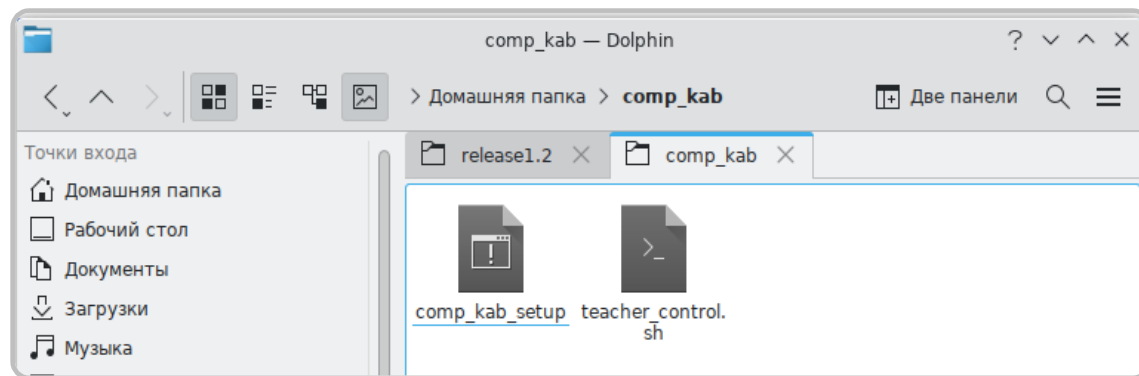 comp_kab — Dolphin
Домашняя папка comp_kab
Две панели
Точки входа
release1.2
comp_kab
Домашняя папка
Рабочий стол
Документы
Загрузки
Музыка
comp_kab_setup
teacher_control.
sh